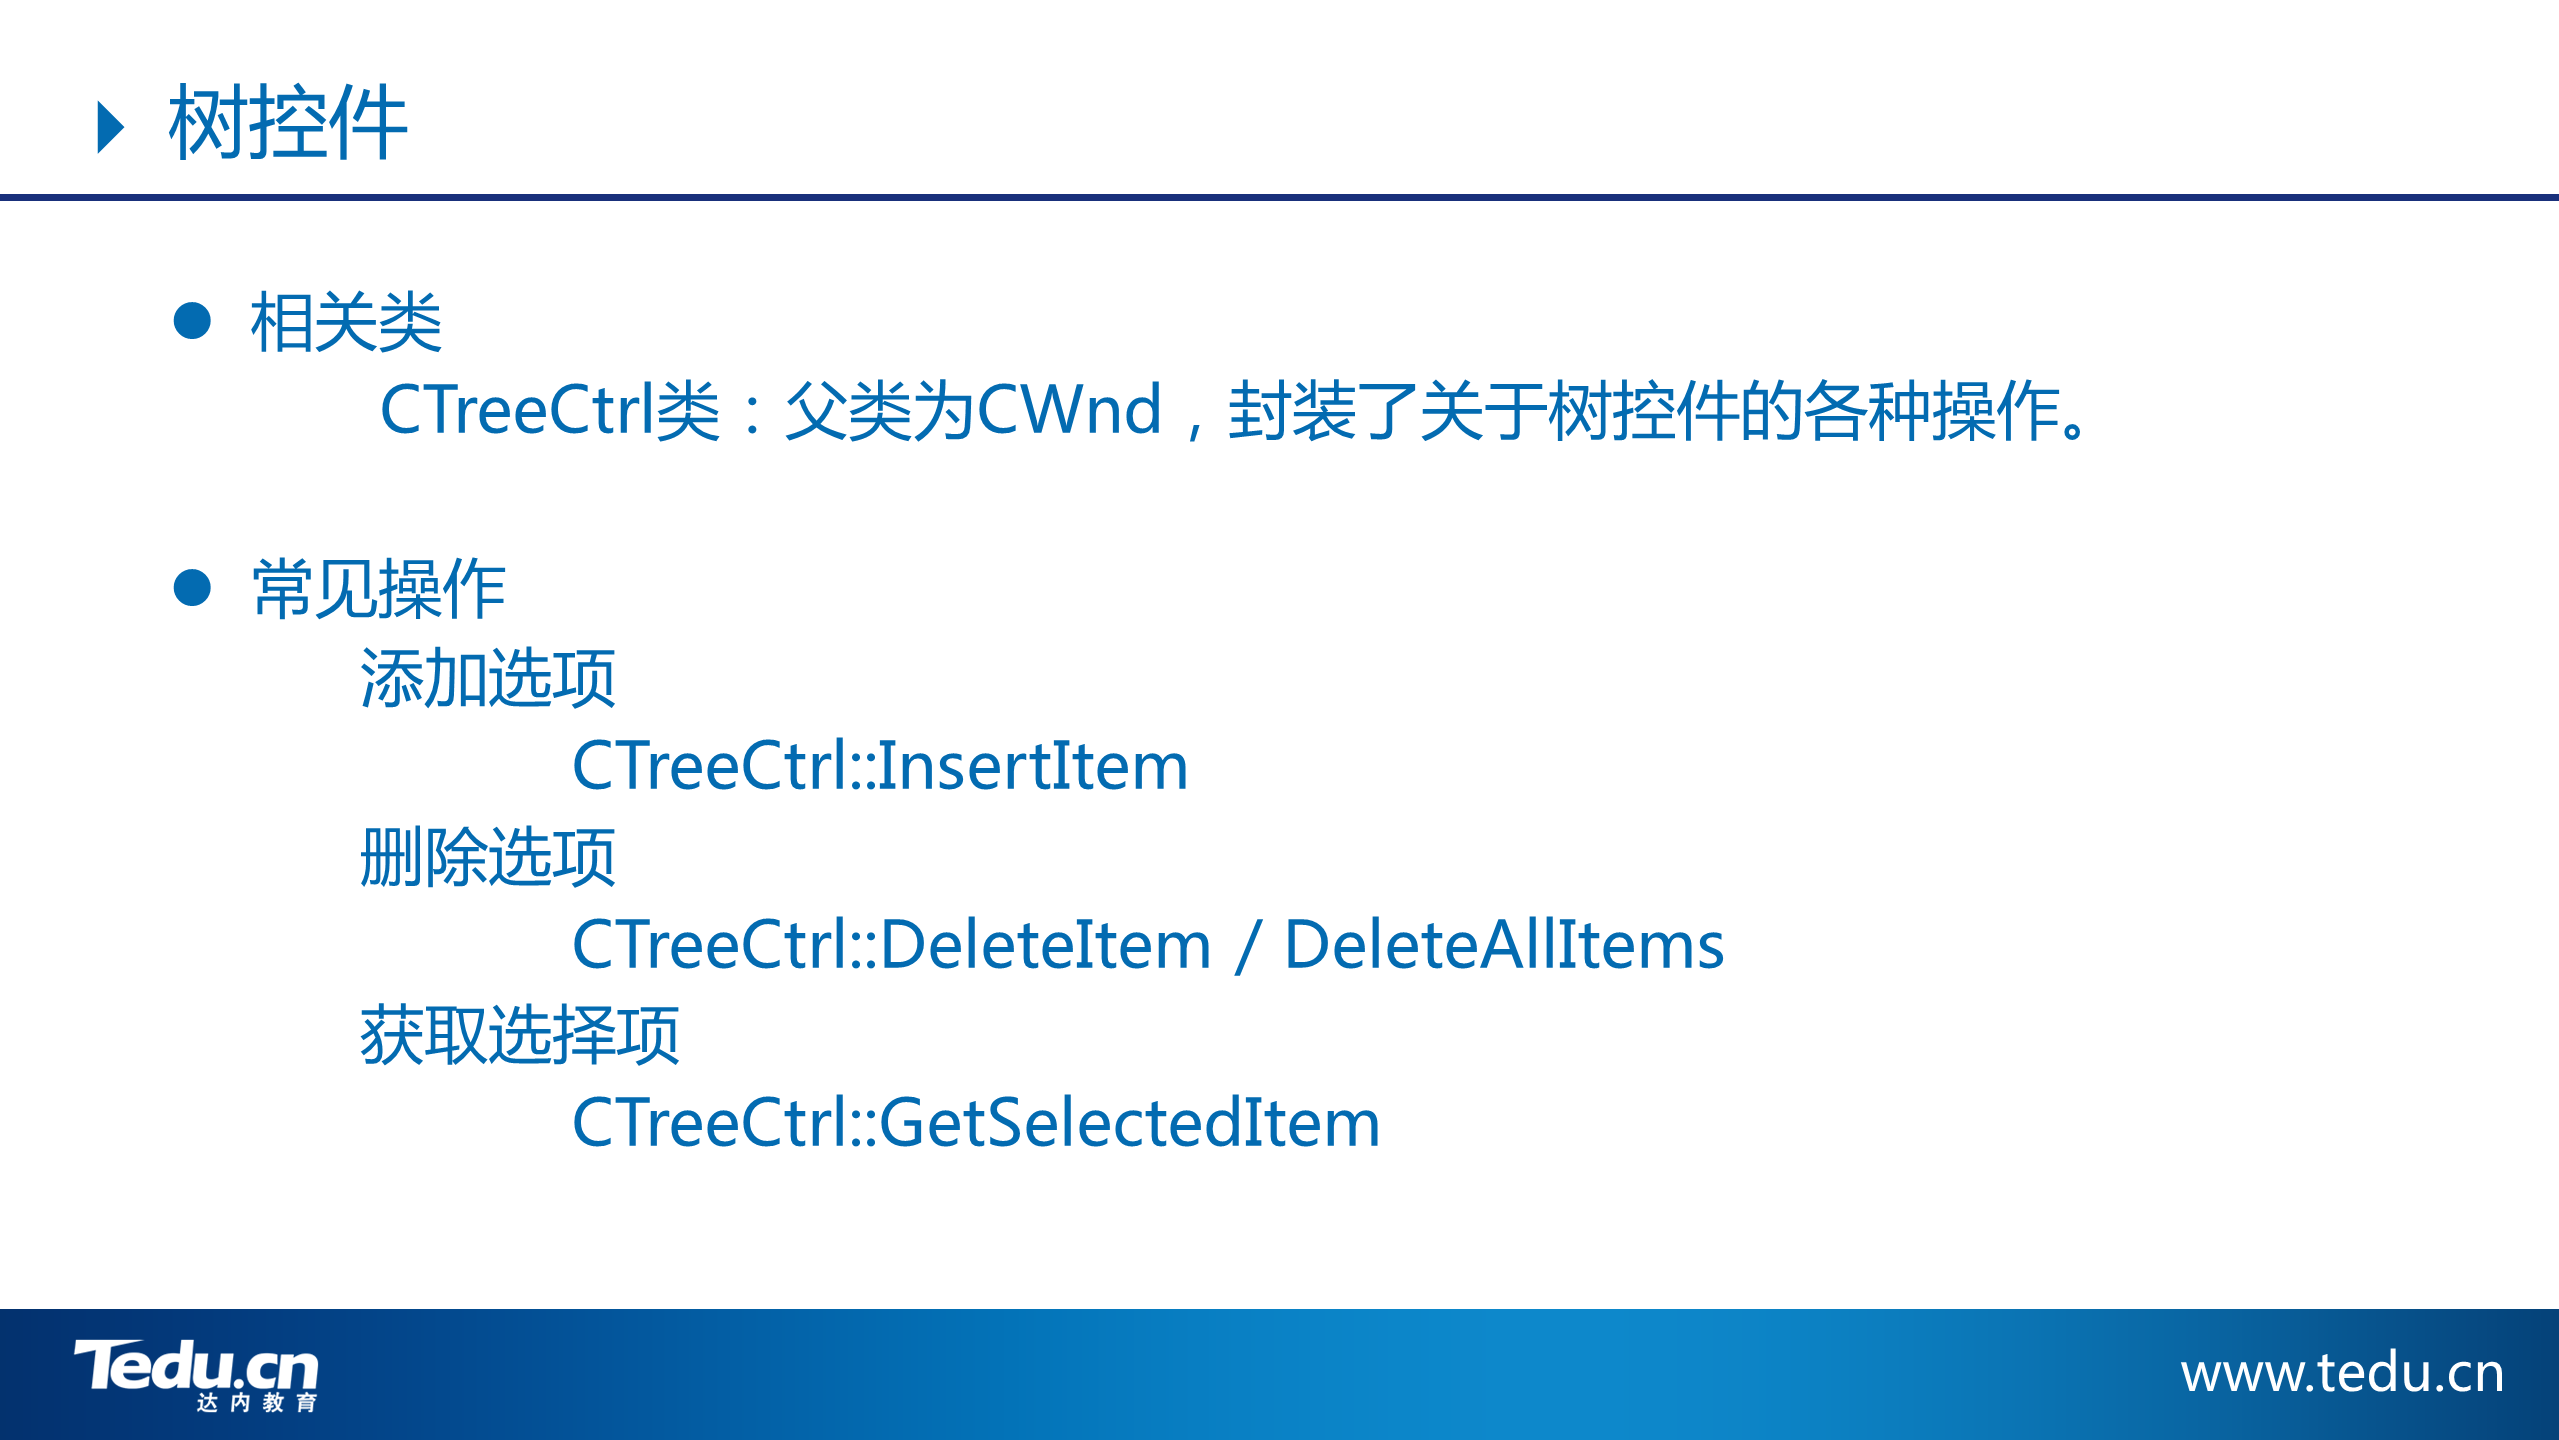 树控件
相关类
CTreeCtrl类：父类为CWnd，封装了关于树控件的各种操作。
常见操作
添加选项
CTreeCtrl::InsertItem
删除选项
CTreeCtrl::DeleteItem / DeleteAllItems
获取选择项
CTreeCtrl::GetSelectedItem
Tedu.cn
达内教育
www.tedu.cn